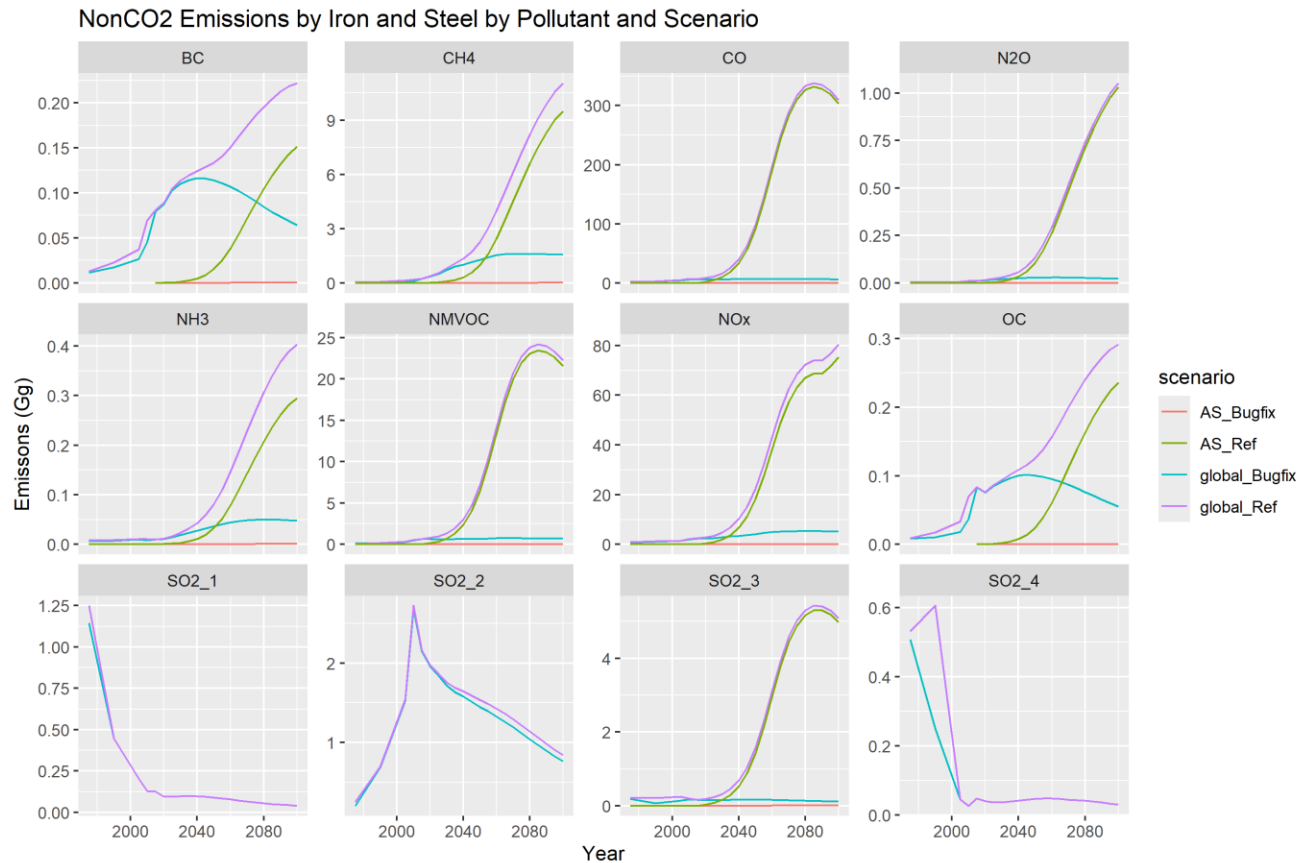 NonCO2 Emissions by Iron and Steel by Pollutant and Scenario
BC
CH4
CO
N2O
0.20
0.15
0.10
0.05
0.00
9
6
3
0
300
200
100
0
1.00
0.75
0.50
0.25
0.00
NH3
NMVOC
NOx
OC
0.4
0.3
0.2
0.1
0.0
25
20
15
10
5
0
80
60
40
20
0
0.3
0.2
0.1
0.0
SO2_1
SO2_2
SO2_3
SO2_4
1.25
1.00
0.75
0.50
0.25
0.00
2
1
4
2
0
0.6
0.4
0.2
0.0
2000 2040 2080
2000 2040 2080
2000 2040 2080
2000 2040 2080
Year
Emissons (Gg)
scenario
AS_Bugfix
AS_Ref
global_Bugfix
global_Ref